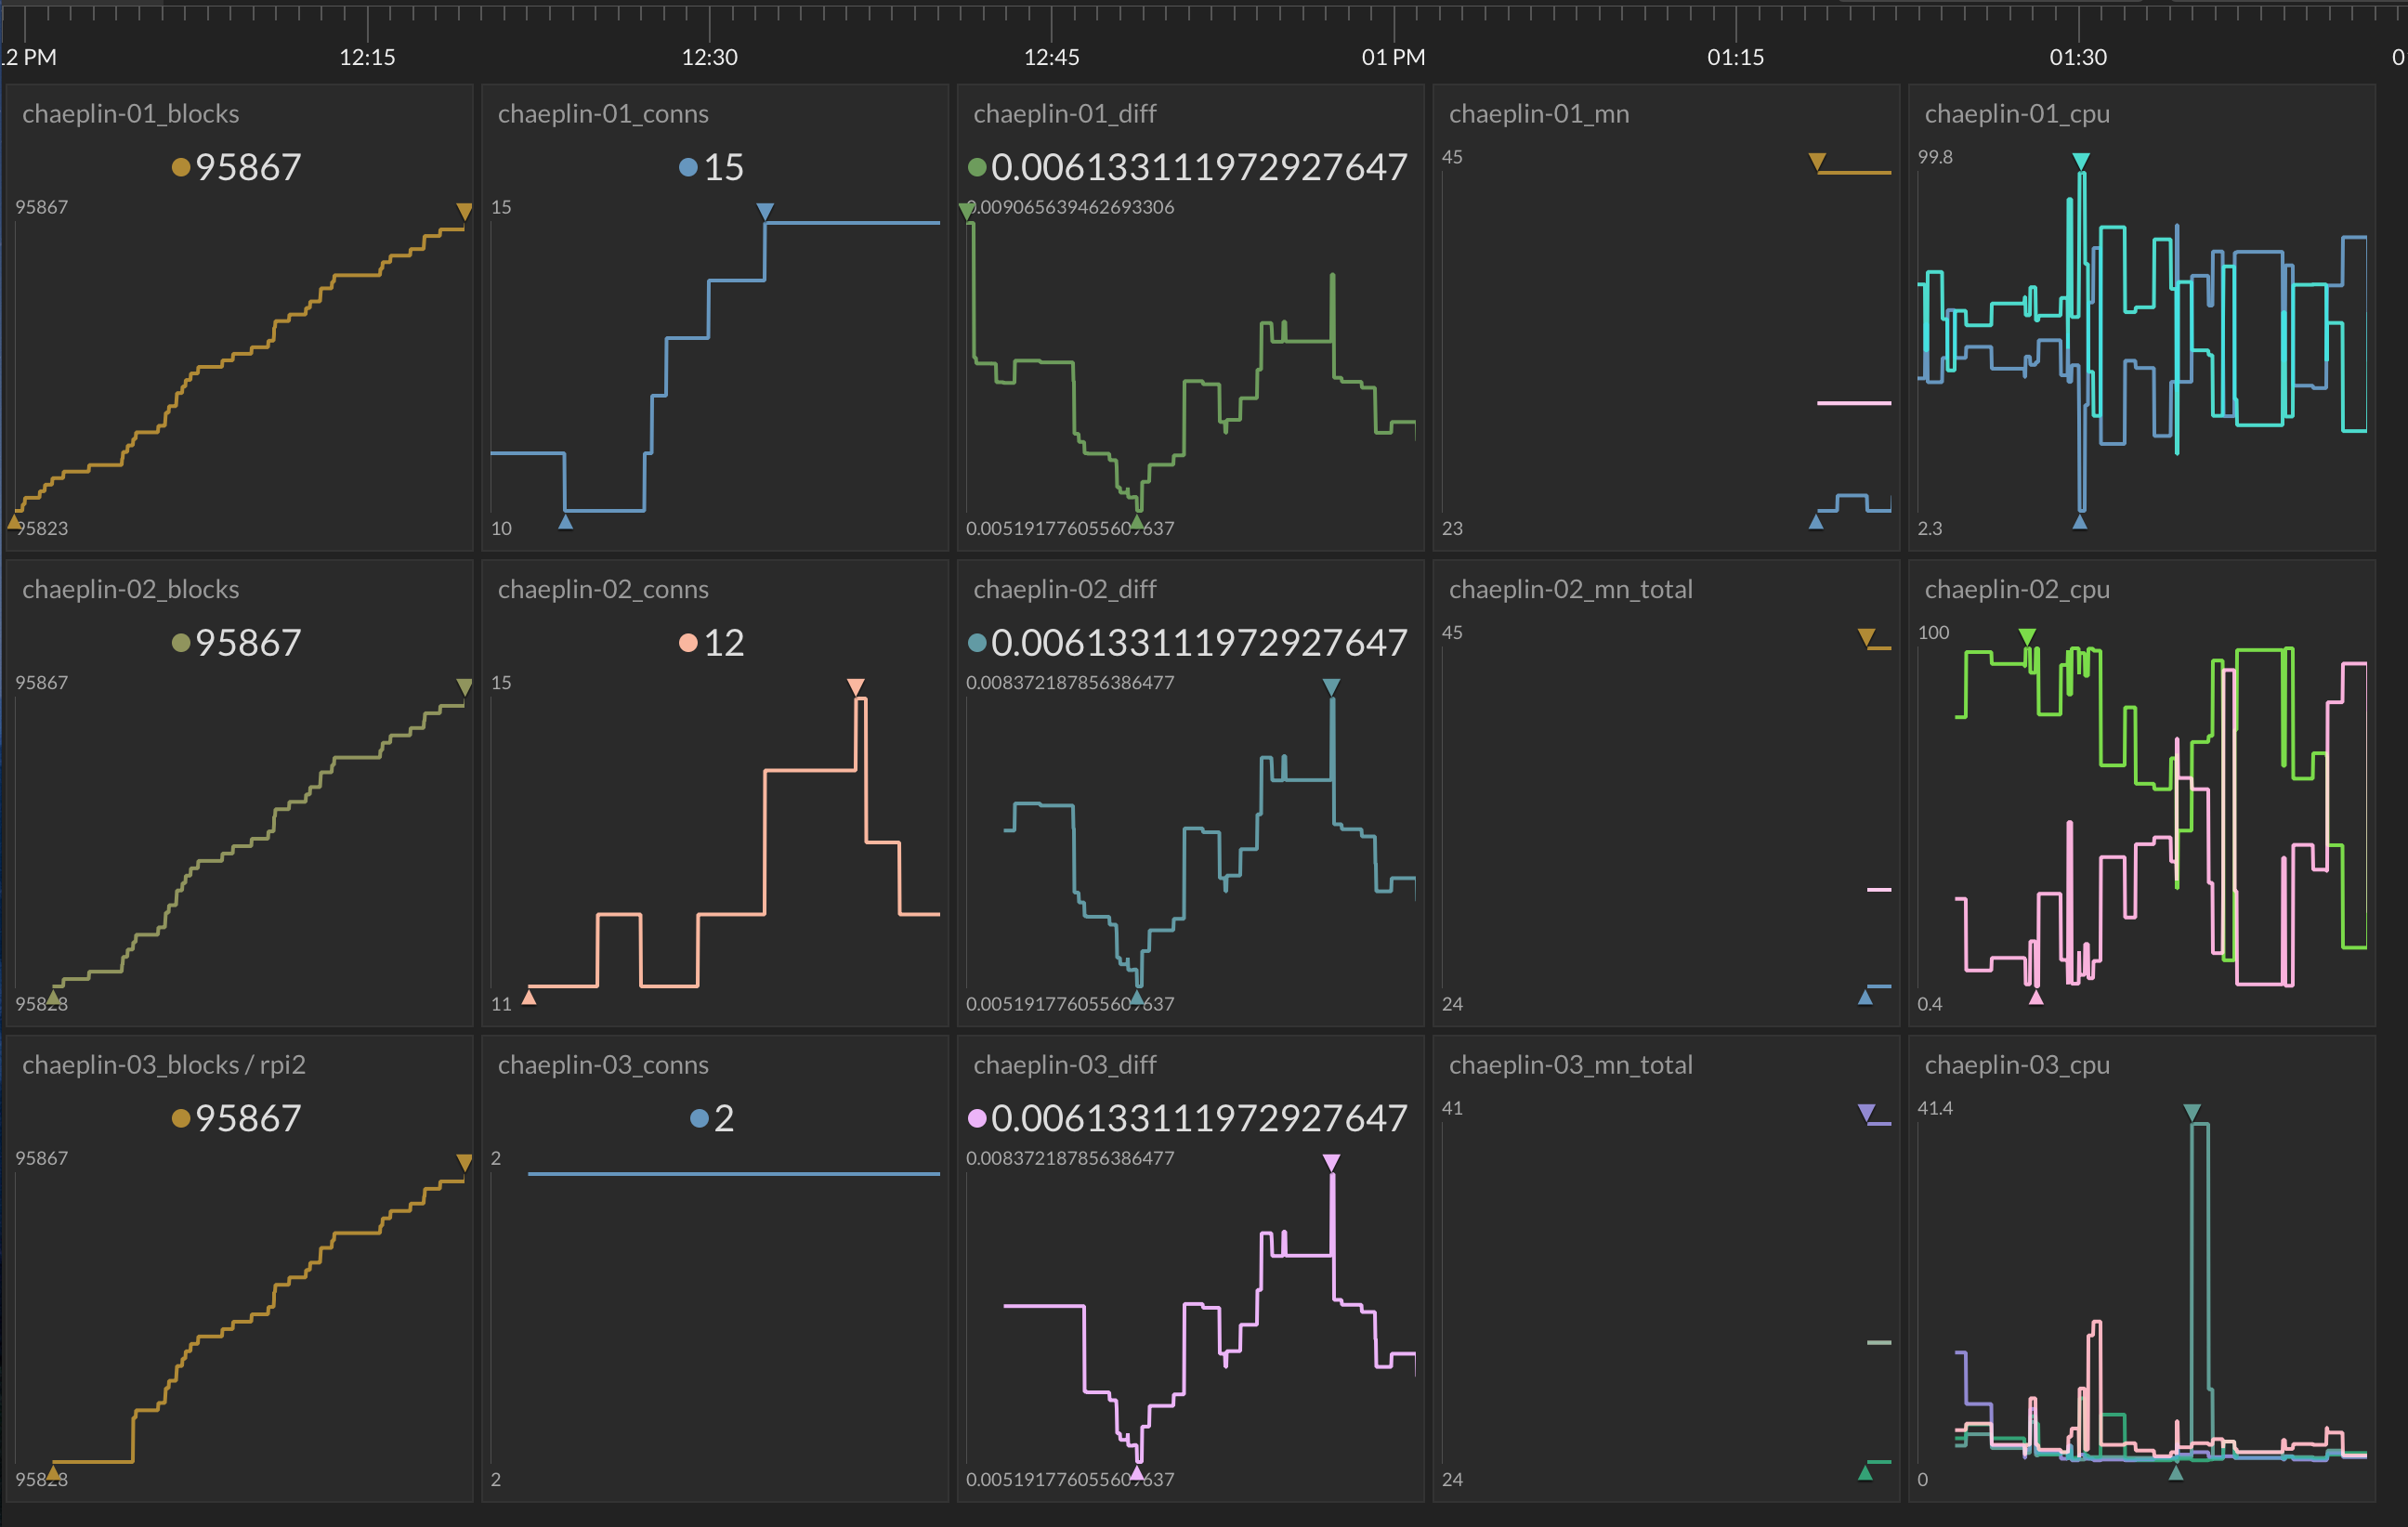 12 PM 12:15 12:30 12:45 01 PM 01:15 01:30 0
chaeplin-01_blocks
95867
95867
95823
chaeplin-01_conns
15
15
10
chaeplin-01_diff
0.006133111972927647
0.009065639462693306
0.005191776055609637
chaeplin-01_mn
45
23
chaeplin-01_cpu
99.8
2.3
chaeplin-02_blocks
95867
95867
95828
chaeplin-02_conns
12
15
11
chaeplin-02_diff
0.006133111972927647
0.008372187856386477
0.005191776055609637
chaeplin-02_mn_total
45
24
chaeplin-02_cpu
100
0.4
chaeplin-03_blocks / rpi2
95867
95867
95828
chaeplin-03_conns
2
2
2
chaeplin-03_diff
0.006133111972927647
0.008372187856386477
0.005191776055609637
chaeplin-03_mn_total
41
24
chaeplin-03_cpu
41.4
0